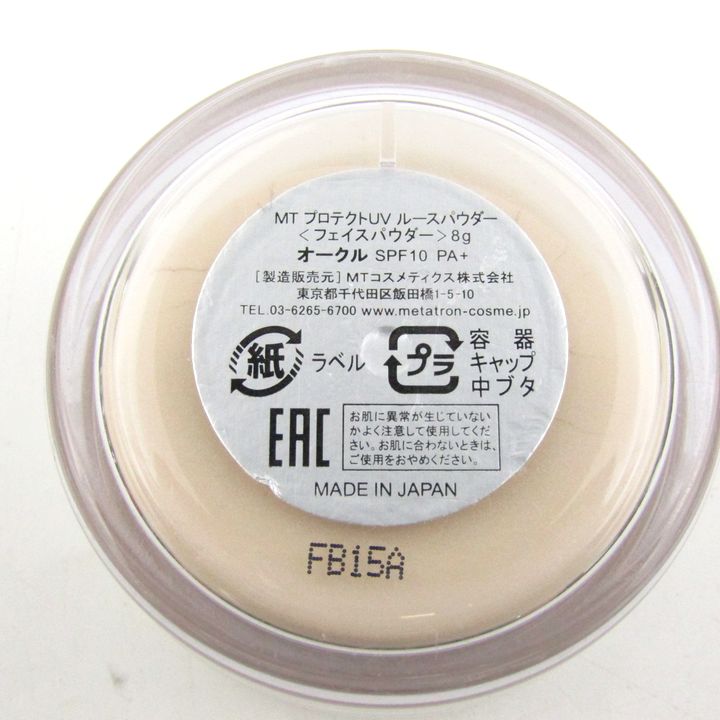 MT プロテクトUV ルースパウダー
＜フェイスパウダー＞8g
オークル SPF10 PA+
[製造販売元] MTコスメティクス株式会社
東京都千代田区飯田橋1-5-10
TEL.03-6265-6700 www.metatron-cosme.jp
紙 ラベル プラ 容器
キャップ
中ブタ
EAC
お肌に異常が生じていない
かよく注意して使用してくだ
さい。お肌に合わないときは、
ご使用をおやめください。
MADE IN JAPAN
FB15A